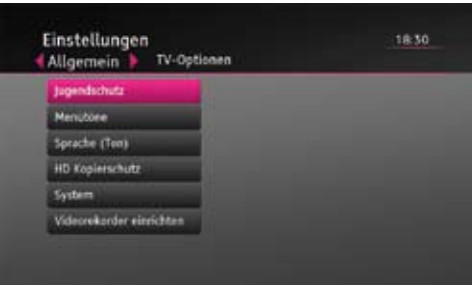 Einstellungen
18:30
Allgemein TV-Optionen
Jugendschutz
Menütöne
Sprache (Ton)
HD Kopierschutz
System
Videorekorder einrichten